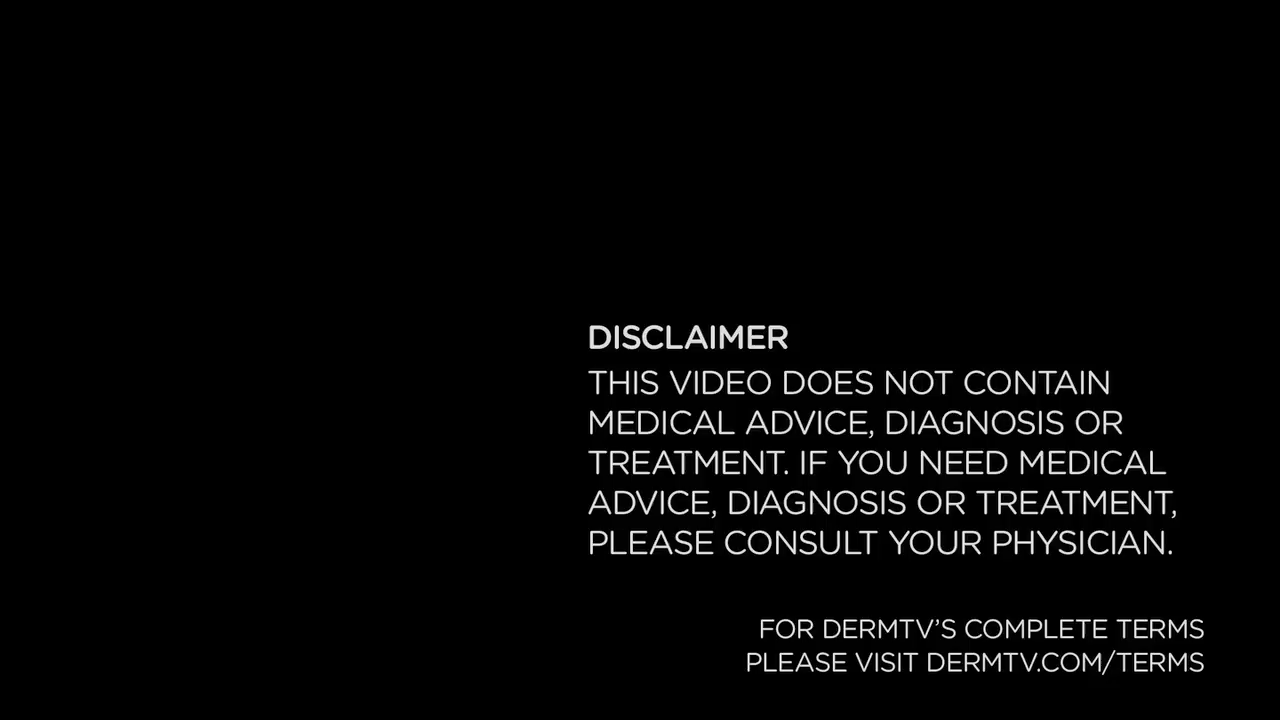 DISCLAIMER
THIS VIDEO DOES NOT CONTAIN
MEDICAL ADVICE, DIAGNOSIS OR
TREATMENT. IF YOU NEED MEDICAL
ADVICE, DIAGNOSIS OR TREATMENT,
PLEASE CONSULT YOUR PHYSICIAN.
FOR DERMTV’S COMPLETE TERMS
PLEASE VISIT DERMTV.COM/TERMS